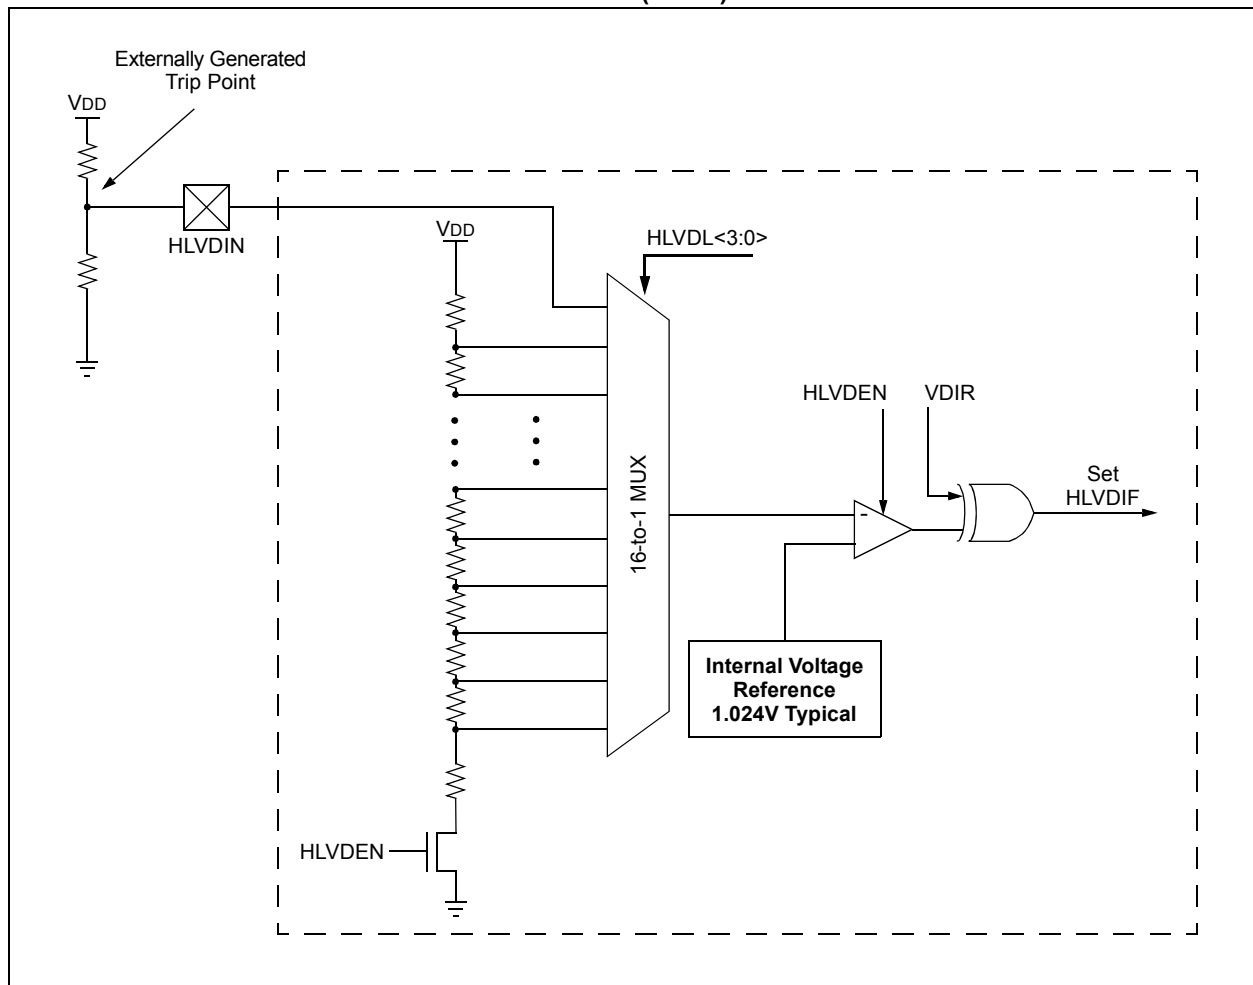 Externally Generated
Trip Point
VDD
HLVDIN
VDD
HLVDL<3:0>
16-to-1 MUX
HLVDEN
VDIR
Set
HLVDIF
-
Internal Voltage
Reference
1.024V Typical
HLVDEN